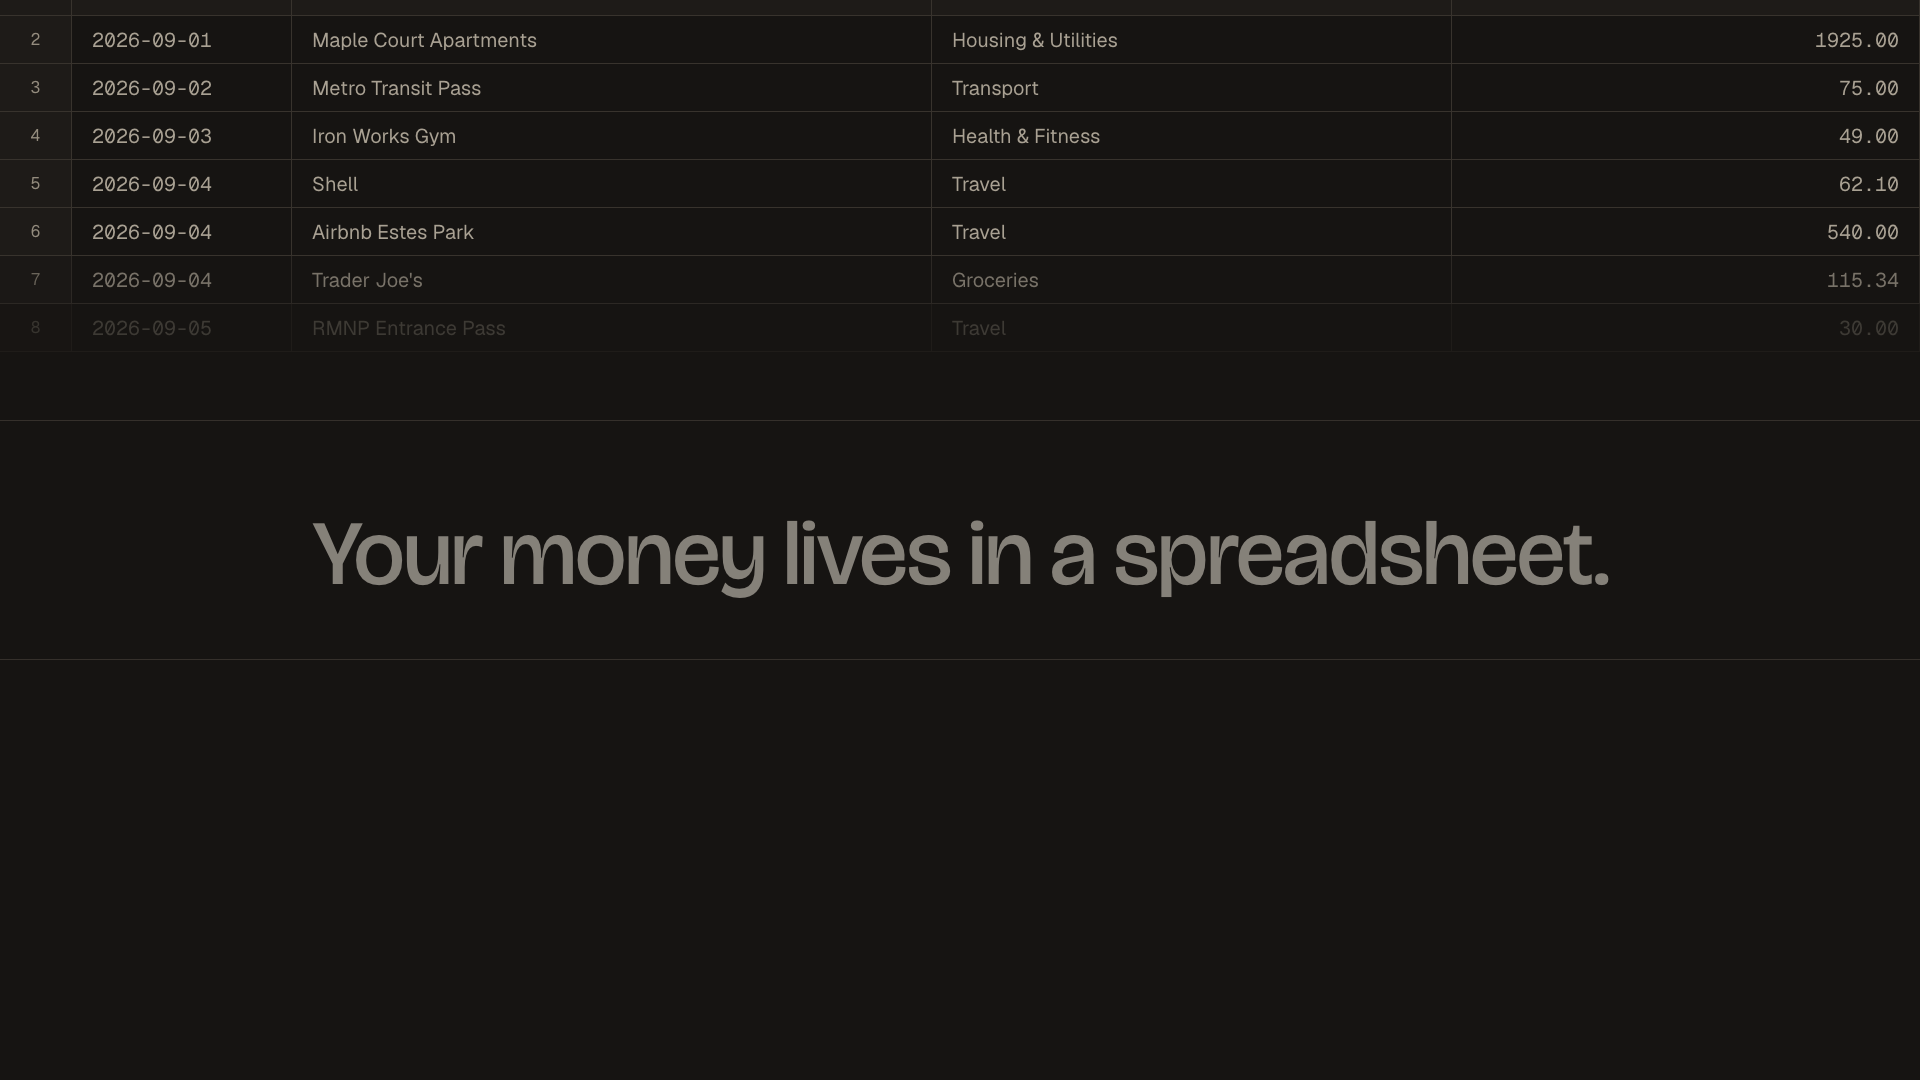 2 2026-09-01 Maple Court Apartments Housing & Utilities 1925.00
3 2026-09-02 Metro Transit Pass Transport 75.00
4 2026-09-03 Iron Works Gym Health & Fitness 49.00
5 2026-09-04 Shell Travel 62.10
6 2026-09-04 Airbnb Estes Park Travel 540.00
7 2026-09-04 Trader Joe's Groceries 115.34
8 2026-09-05 RMNP Entrance Pass Travel 30.00
Your money lives in a spreadsheet.